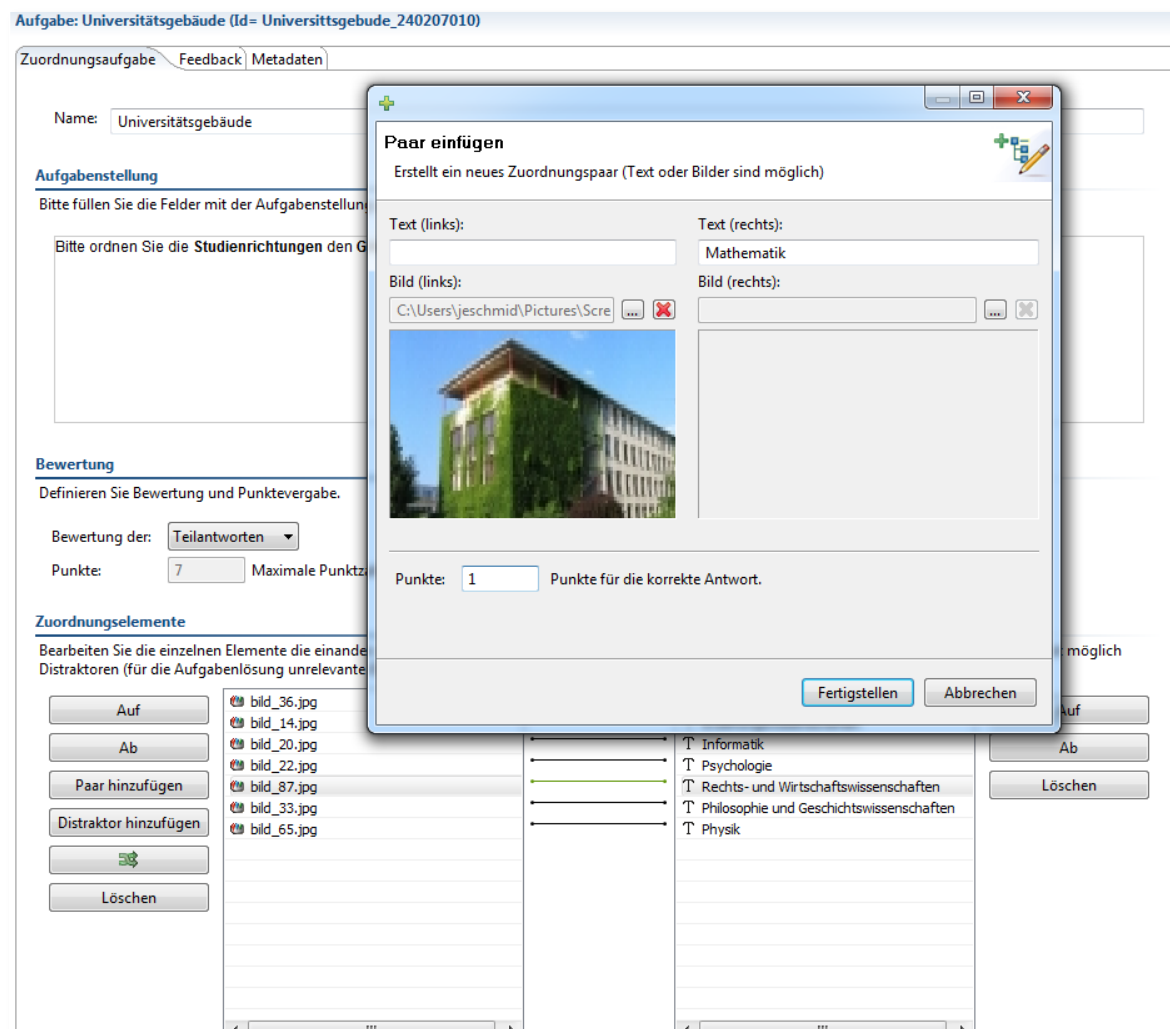 Aufgabe: Universitätsgebäude (Id= Universittsgebude_240207010)
Zuordnungsaufgabe Feedback Metadaten
Name: Universitätsgebäude
Aufgabenstellung
Bitte füllen Sie die Felder mit der Aufgabenstellung
Bitte ordnen Sie die Studienrichtungen den G
Paar einfügen
Erstellt ein neues Zuordnungspaar (Text oder Bilder sind möglich)
Text (links): Text (rechts):
Mathematik
Bild (links): Bild (rechts):
C:\Users\jeschmid\Pictures\Scre ... ...
Punkte: 1 Punkte für die korrekte Antwort.
Fertigstellen Abbrechen
Bewertung
Definieren Sie Bewertung und Punktevergabe.
Bewertung der: Teilantworten
Punkte: 7 Maximale Punktza
Zuordnungselemente
Bearbeiten Sie die einzelnen Elemente die einande möglich
Distraktoren (für die Aufgabenlösung unrelevante
Auf bild_36.jpg Auf
bild_14.jpg
Ab bild_20.jpg T Informatik Ab
bild_22.jpg T Psychologie
Paar hinzufügen bild_87.jpg T Rechts- und Wirtschaftswissenschaften Löschen
bild_33.jpg T Philosophie und Geschichtswissenschaften
Distraktor hinzufügen bild_65.jpg T Physik
Löschen